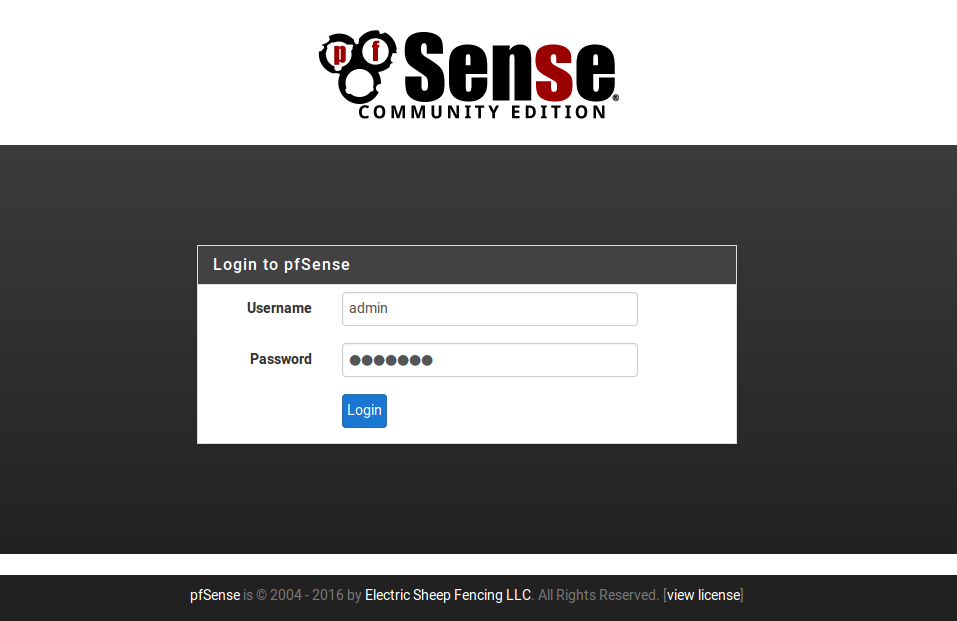 pf Sense®
COMMUNITY EDITION
Login to pfSense
Username admin
Password ●●●●●●●
Login
pfSense is © 2004 - 2016 by Electric Sheep Fencing LLC. All Rights Reserved. [view license]